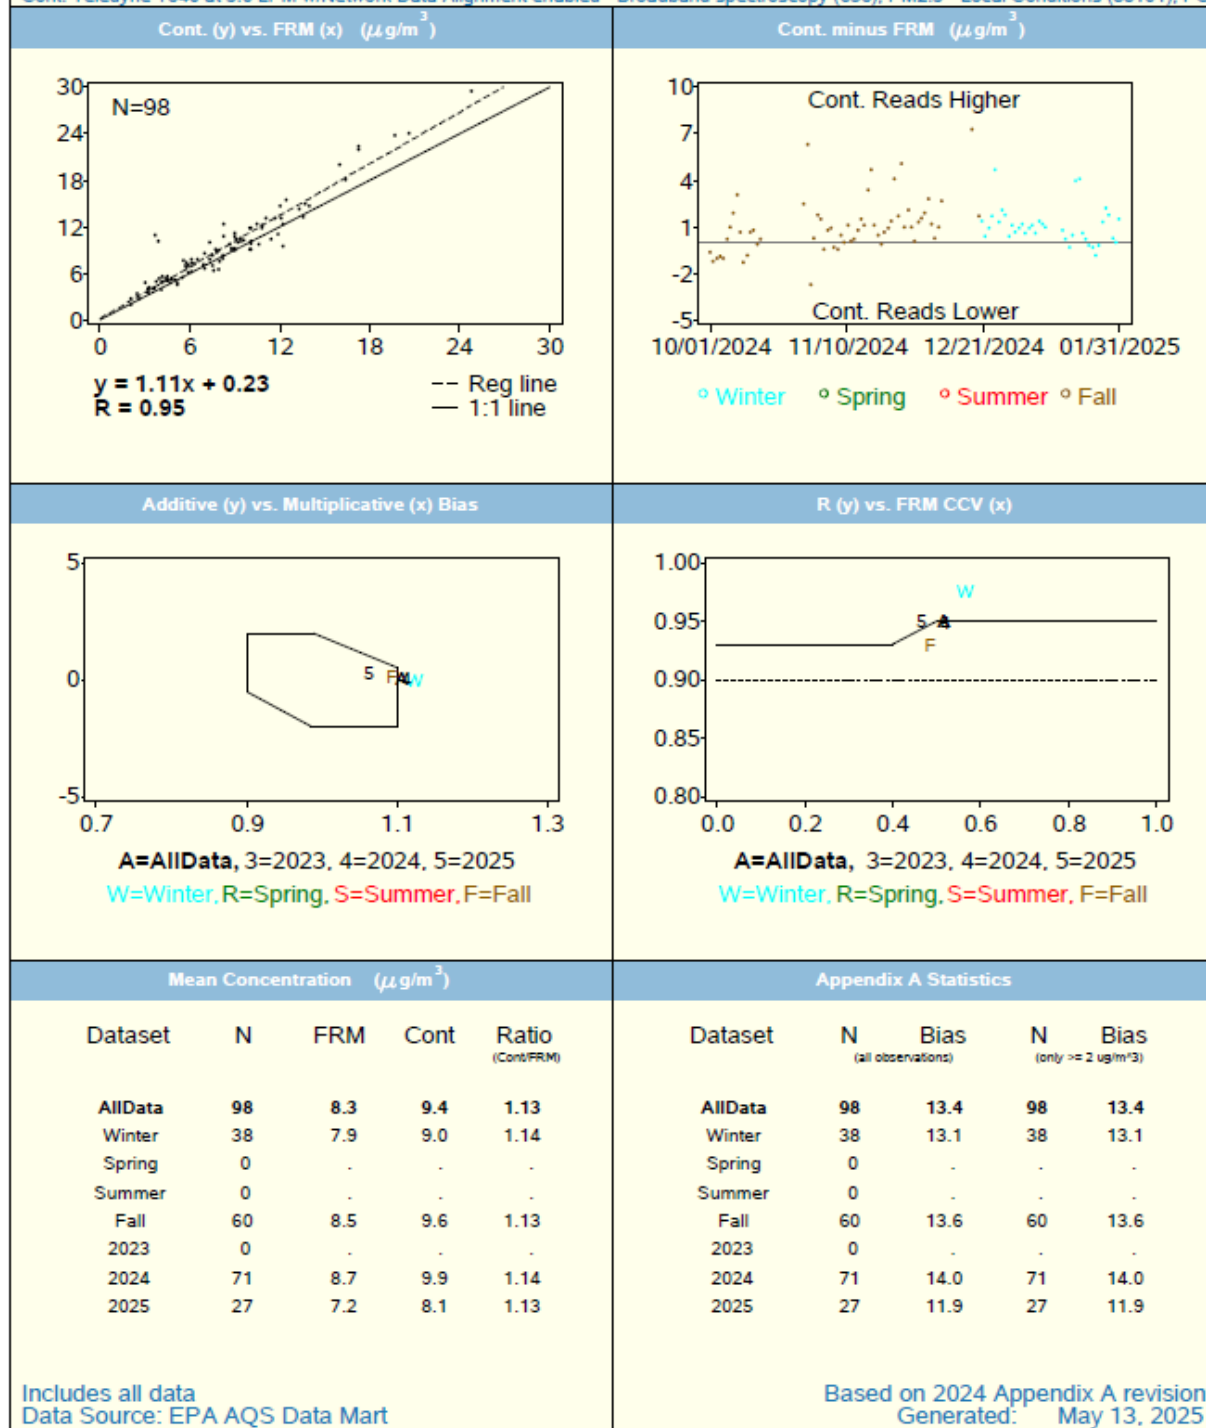 Cont. (y) vs. FRM (x) (μg/m³)
Cont. minus FRM (μg/m³)
30
24
18
12
6
0
N=98
0 6 12 18 24 30
y = 1.11x + 0.23
R = 0.95
-- Reg line
— 1:1 line
10
7
4
1
-2
-5
Cont. Reads Higher
Cont. Reads Lower
10/01/2024 11/10/2024 12/21/2024 01/31/2025
Winter Spring Summer Fall
Additive (y) vs. Multiplicative (x) Bias
R (y) vs. FRM CCV (x)
5
0
-5
5 F A W
0.7 0.9 1.1 1.3
A=AllData, 3=2023, 4=2024, 5=2025
W=Winter, R=Spring, S=Summer, F=Fall
1.00
0.95
0.90
0.85
0.80
W
5 A
F
0.0 0.2 0.4 0.6 0.8 1.0
A=AllData, 3=2023, 4=2024, 5=2025
W=Winter, R=Spring, S=Summer, F=Fall
Mean Concentration (μg/m³)
Dataset N FRM Cont Ratio
(Cont/FRM)
AllData 98 8.3 9.4 1.13
Winter 38 7.9 9.0 1.14
Spring 0 . . .
Summer 0 . . .
Fall 60 8.5 9.6 1.13
2023 0 . . .
2024 71 8.7 9.9 1.14
2025 27 7.2 8.1 1.13
Appendix A Statistics
Dataset N Bias N Bias
(all observations) (only >= 2 ug/m^3)
AllData 98 13.4 98 13.4
Winter 38 13.1 38 13.1
Spring 0 . . .
Summer 0 . . .
Fall 60 13.6 60 13.6
2023 0 . . .
2024 71 14.0 71 14.0
2025 27 11.9 27 11.9
Includes all data
Data Source: EPA AQS Data Mart
Based on 2024 Appendix A revision
Generated: May 13, 2025